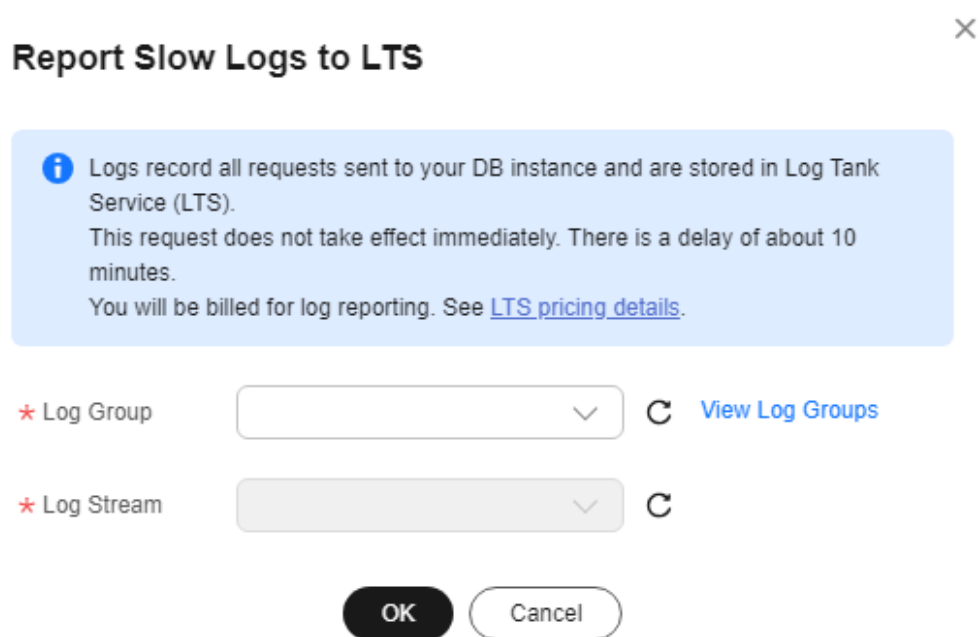 Report Slow Logs to LTS
Logs record all requests sent to your DB instance and are stored in Log Tank
Service (LTS).
This request does not take effect immediately. There is a delay of about 10
minutes.
You will be billed for log reporting. See LTS pricing details.
* Log Group
View Log Groups
* Log Stream
OK
Cancel